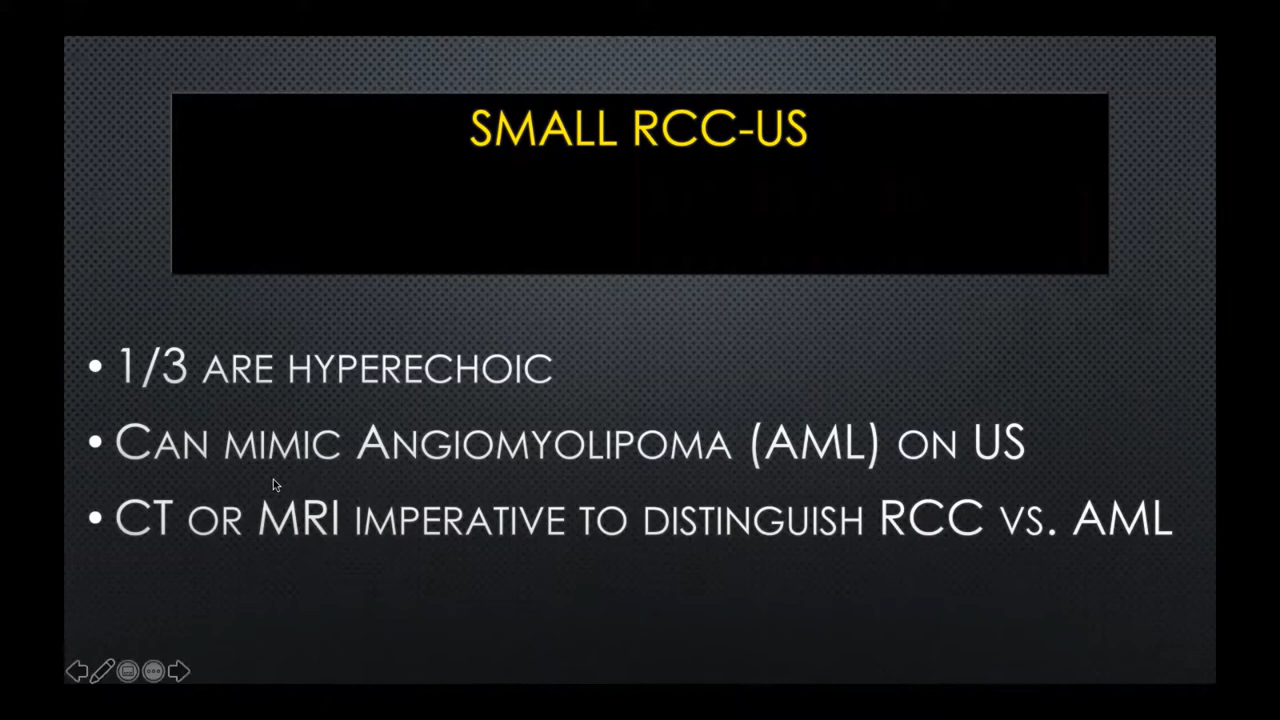 SMALL RCC-US
• 1/3 ARE HYPERECHOIC
• CAN MIMIC ANGIOMYOLIPOMA (AML) ON US
• CT OR MRI IMPERATIVE TO DISTINGUISH RCC VS. AML